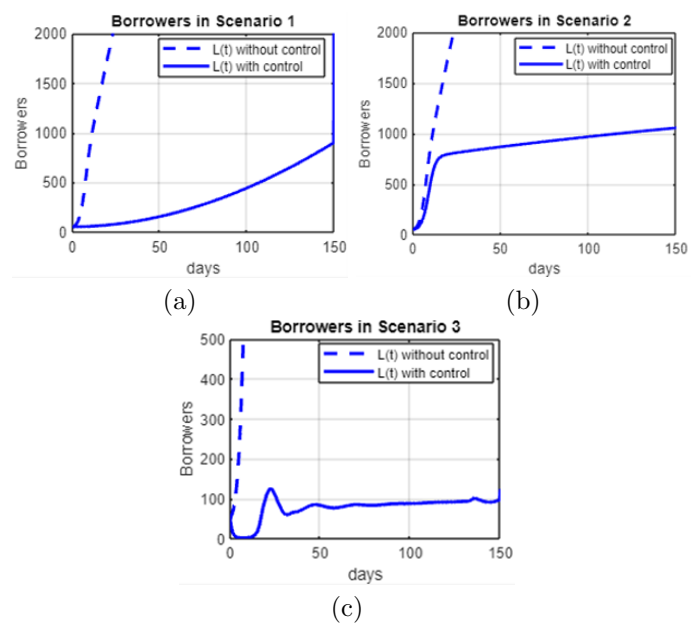 Borrowers in Scenario 1
2000
1500
1000
500
0
Borrowers
L(t) without control
L(t) with control
0 50 100 150
days
(a)
Borrowers in Scenario 2
2000
1500
1000
500
0
Borrowers
L(t) without control
L(t) with control
0 50 100 150
days
(b)
Borrowers in Scenario 3
500
400
300
200
100
0
Borrowers
L(t) without control
L(t) with control
0 50 100 150
days
(c)